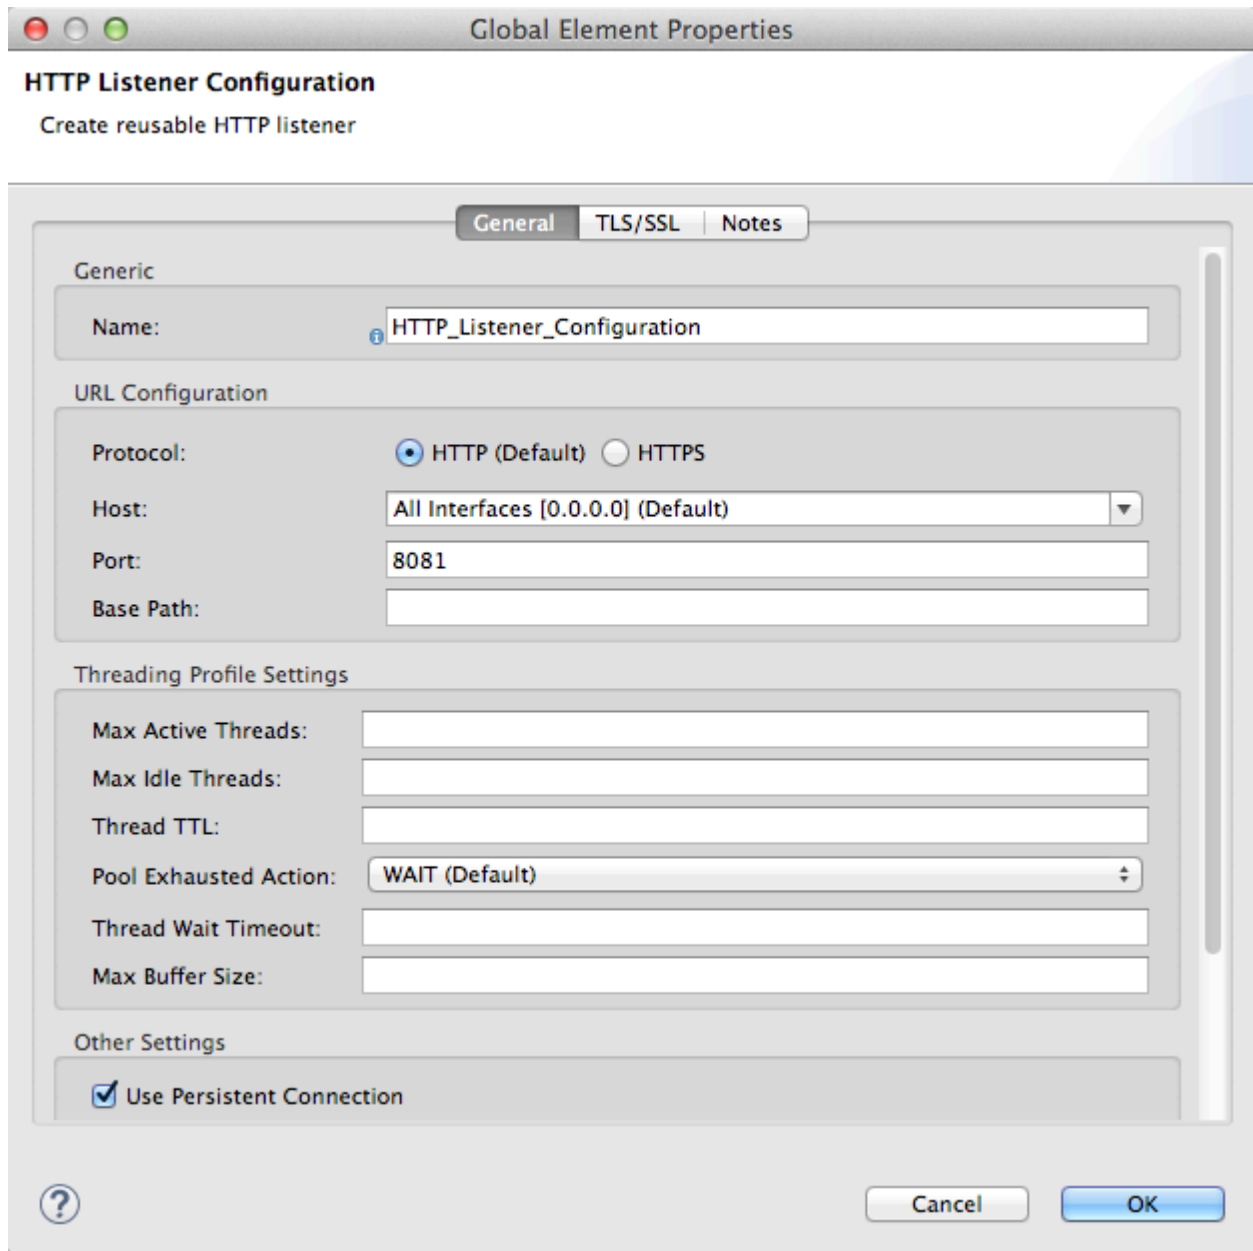 Global Element Properties
HTTP Listener Configuration
Create reusable HTTP listener
General TLS/SSL Notes
Generic
Name: HTTP_Listener_Configuration
URL Configuration
Protocol: HTTP (Default) HTTPS
Host: All Interfaces [0.0.0.0] (Default)
Port: 8081
Base Path:
Threading Profile Settings
Max Active Threads:
Max Idle Threads:
Thread TTL:
Pool Exhausted Action: WAIT (Default)
Thread Wait Timeout:
Max Buffer Size:
Other Settings
Use Persistent Connection
?
Cancel OK